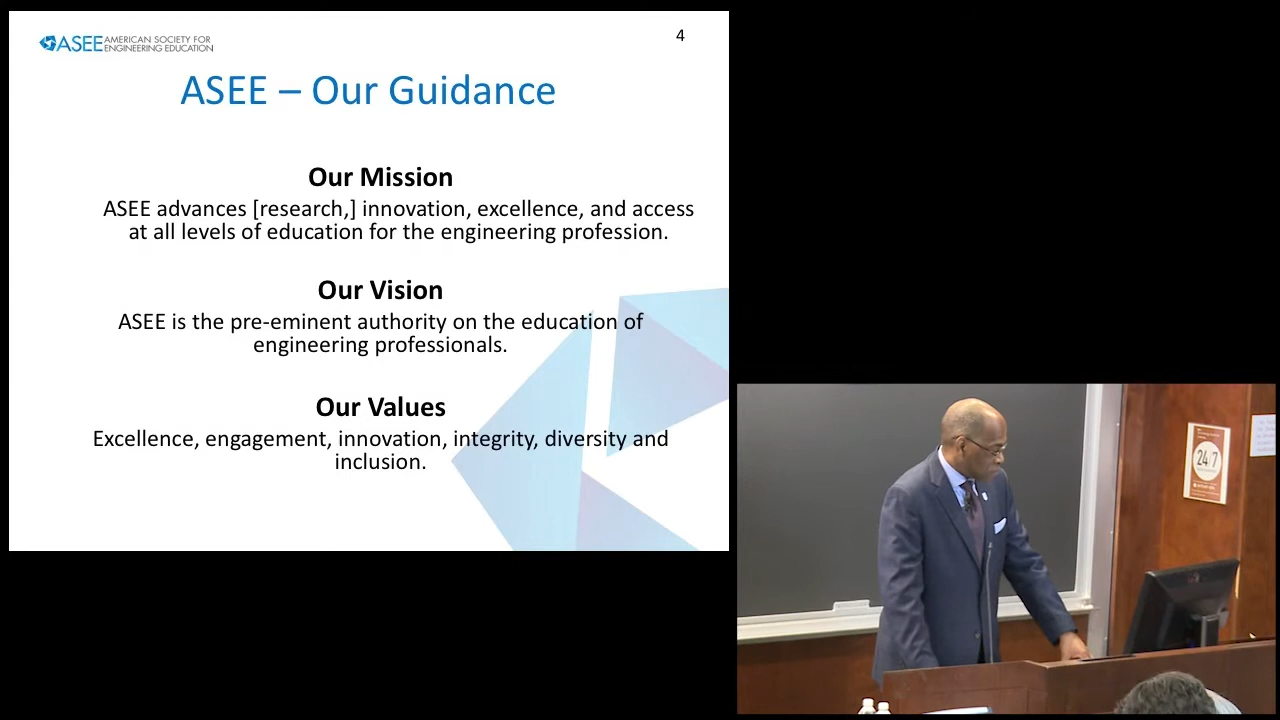 ASEE AMERICAN SOCIETY FOR
ENGINEERING EDUCATION
4
ASEE – Our Guidance
Our Mission
ASEE advances [research,] innovation, excellence, and access
at all levels of education for the engineering profession.
Our Vision
ASEE is the pre-eminent authority on the education of
engineering professionals.
Our Values
Excellence, engagement, innovation, integrity, diversity and
inclusion.
24/7